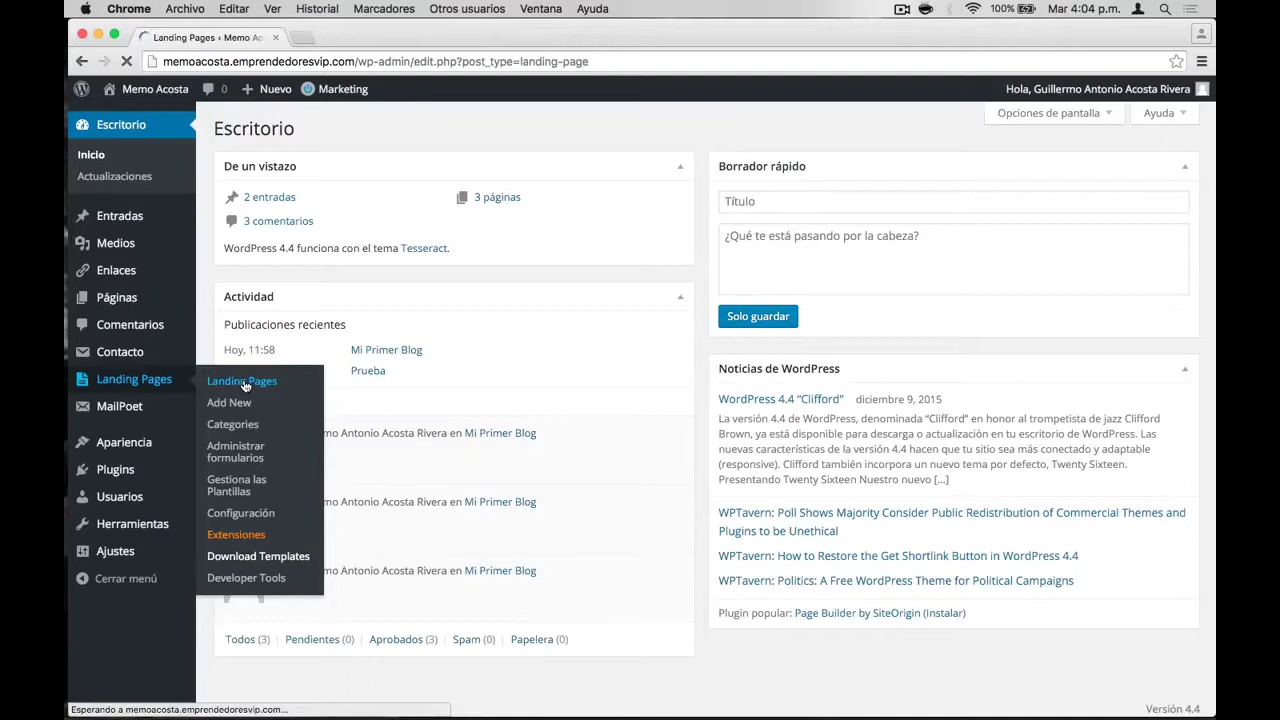 Chrome Archivo Editar Ver Historial Marcadores Otros usuarios Ventana Ayuda 100% Mar 4:04 p.m.
Landing Pages ‹ Memo Ac
memoacosta.emprendedoresvip.com/wp-admin/edit.php?post_type=landing-page
Memo Acosta 0 Nuevo Marketing Hola, Guillermo Antonio Acosta Rivera
Opciones de pantalla Ayuda
Escritorio
Inicio
Actualizaciones
Entradas
Medios
Enlaces
Páginas
Comentarios
Contacto
Landing Pages
MailPoet
Apariencia
Plugins
Usuarios
Herramientas
Ajustes
Cerrar menú
Landing Pages
Add New
Categories
Administrar
formularios
Gestiona las
Plantillas
Configuración
Extensiones
Download Templates
Developer Tools
Escritorio
De un vistazo
2 entradas 3 páginas
3 comentarios
WordPress 4.4 funciona con el tema Tesseract.
Actividad
Publicaciones recientes
Hoy, 11:58 Mi Primer Blog
Prueba
mo Antonio Acosta Rivera en Mi Primer Blog
mo Antonio Acosta Rivera en Mi Primer Blog
mo Antonio Acosta Rivera en Mi Primer Blog
Todos (3) Pendientes (0) Aprobados (3) Spam (0) Papelera (0)
Borrador rápido
Título
¿Qué te está pasando por la cabeza?
Solo guardar
Noticias de WordPress
WordPress 4.4 “Clifford” diciembre 9, 2015
La versión 4.4 de WordPress, denominada “Clifford” en honor al trompetista de jazz Clifford
Brown, ya está disponible para descarga o actualización en tu escritorio de WordPress. Las
nuevas características de la versión 4.4 hacen que tu sitio sea más conectado y adaptable
(responsive). Clifford también incorpora un nuevo tema por defecto, Twenty Sixteen.
Presentando Twenty Sixteen Nuestro nuevo [...]
WPTavern: Poll Shows Majority Consider Public Redistribution of Commercial Themes and
Plugins to be Unethical
WPTavern: How to Restore the Get Shortlink Button in WordPress 4.4
WPTavern: Politics: A Free WordPress Theme for Political Campaigns
Plugin popular: Page Builder by SiteOrigin (Instalar)
Esperando a memoacosta.emprendedoresvip.com...
Versión 4.4